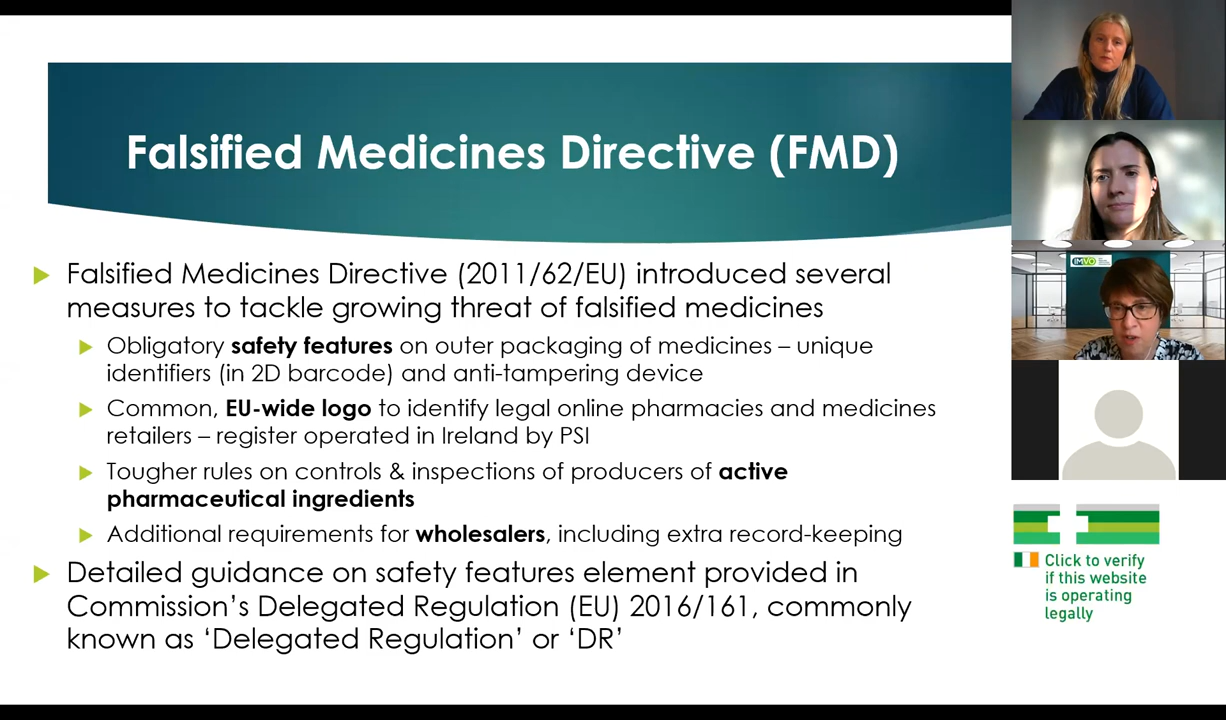 Falsified Medicines Directive (FMD)
Falsified Medicines Directive (2011/62/EU) introduced several
measures to tackle growing threat of falsified medicines
Obligatory safety features on outer packaging of medicines – unique
identifiers (in 2D barcode) and anti-tampering device
Common, EU-wide logo to identify legal online pharmacies and medicines
retailers – register operated in Ireland by PSI
Tougher rules on controls & inspections of producers of active
pharmaceutical ingredients
Additional requirements for wholesalers, including extra record-keeping
Detailed guidance on safety features element provided in
Commission's Delegated Regulation (EU) 2016/161, commonly
known as 'Delegated Regulation' or 'DR'
IMVO
Click to verify
if this website
is operating
legally